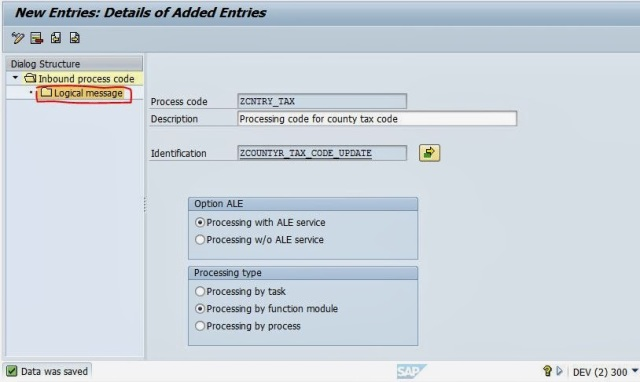 New Entries: Details of Added Entries
Dialog Structure
Inbound process code
Logical message
Process code ZCNTRY_TAX
Description Processing code for county tax code
Identification ZCOUNTYR_TAX_CODE_UPDATE
Option ALE
Processing with ALE service
Processing w/o ALE service
Processing type
Processing by task
Processing by function module
Processing by process
Data was saved SAP DEV (2) 300